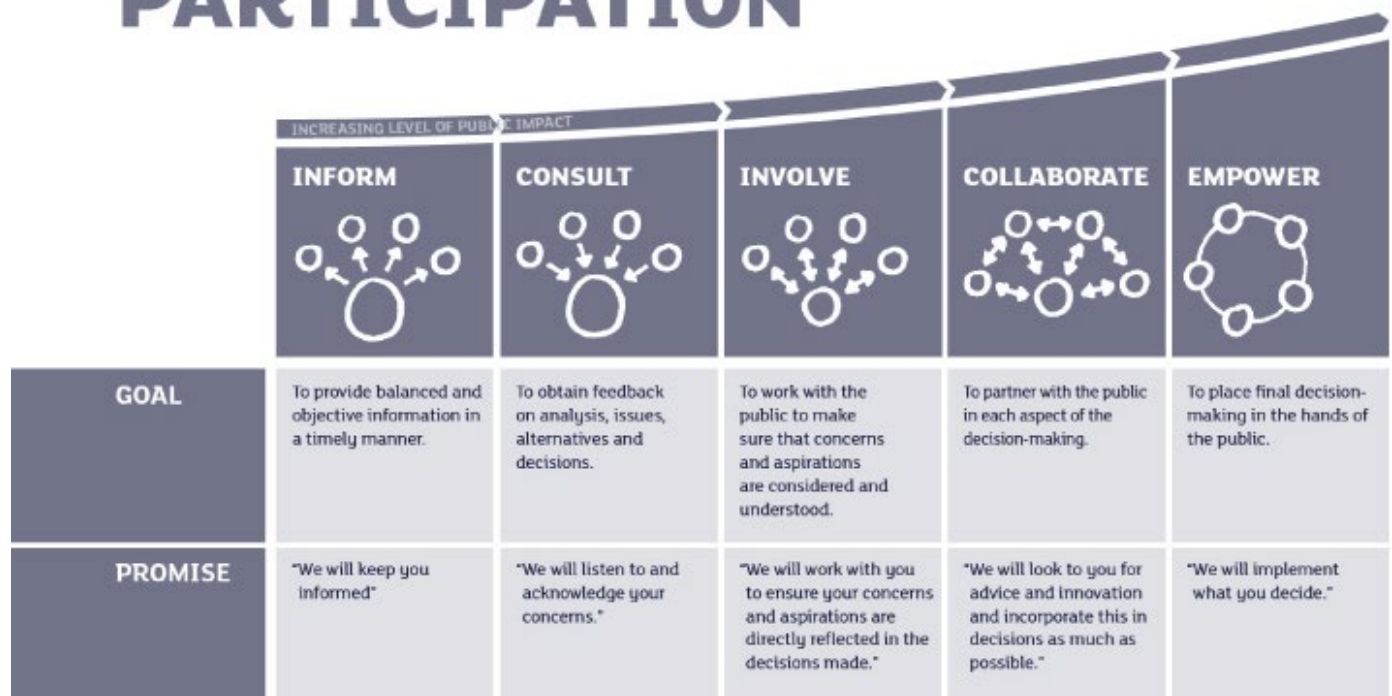 PARTICIPATION
INCREASING LEVEL OF PUBLIC IMPACT
INFORM
CONSULT
INVOLVE
COLLABORATE
EMPOWER
GOAL
To provide balanced and
objective information in
a timely manner.
To obtain feedback
on analysis, issues,
alternatives and
decisions.
To work with the
public to make
sure that concerns
and aspirations
are considered and
understood.
To partner with the public
in each aspect of the
decision-making.
To place final decision-
making in the hands of
the public.
PROMISE
"We will keep you
informed"
"We will listen to and
acknowledge your
concerns."
"We will work with you
to ensure your concerns
and aspirations are
directly reflected in the
decisions made."
"We will look to you for
advice and innovation
and incorporate this in
decisions as much as
possible."
"We will implement
what you decide."